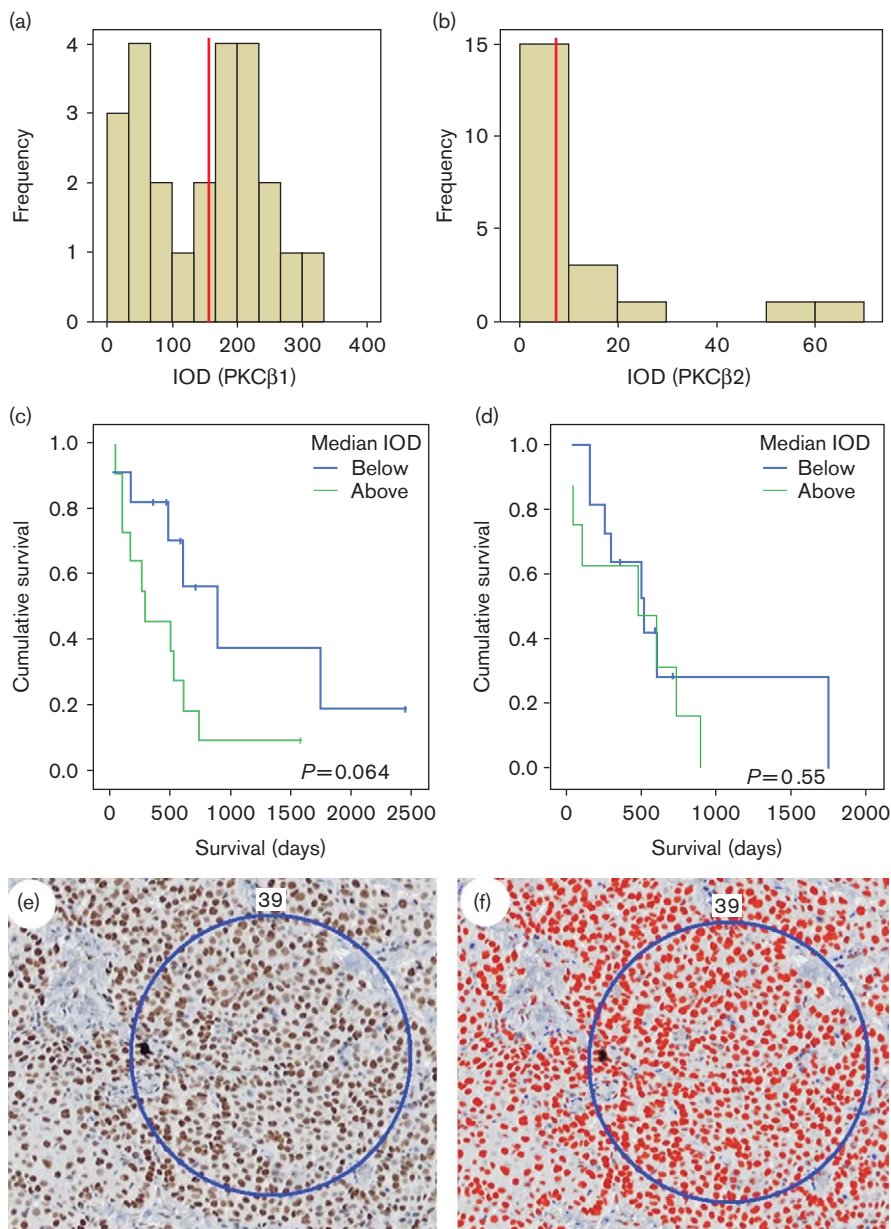 (a)
4
3
2
1
0
Frequency
0 100 200 300 400
IOD (PKCβ1)
(b)
15
10
5
0
Frequency
0 20 40 60
IOD (PKCβ2)
(c)
1.0
0.8
0.6
0.4
0.2
0.0
Cumulative survival
Median IOD
Below
Above
P=0.064
0 500 1000 1500 2000 2500
Survival (days)
(d)
1.0
0.8
0.6
0.4
0.2
0.0
Cumulative survival
Median IOD
Below
Above
P=0.55
0 500 1000 1500 2000
Survival (days)
(e)
39
(f)
39